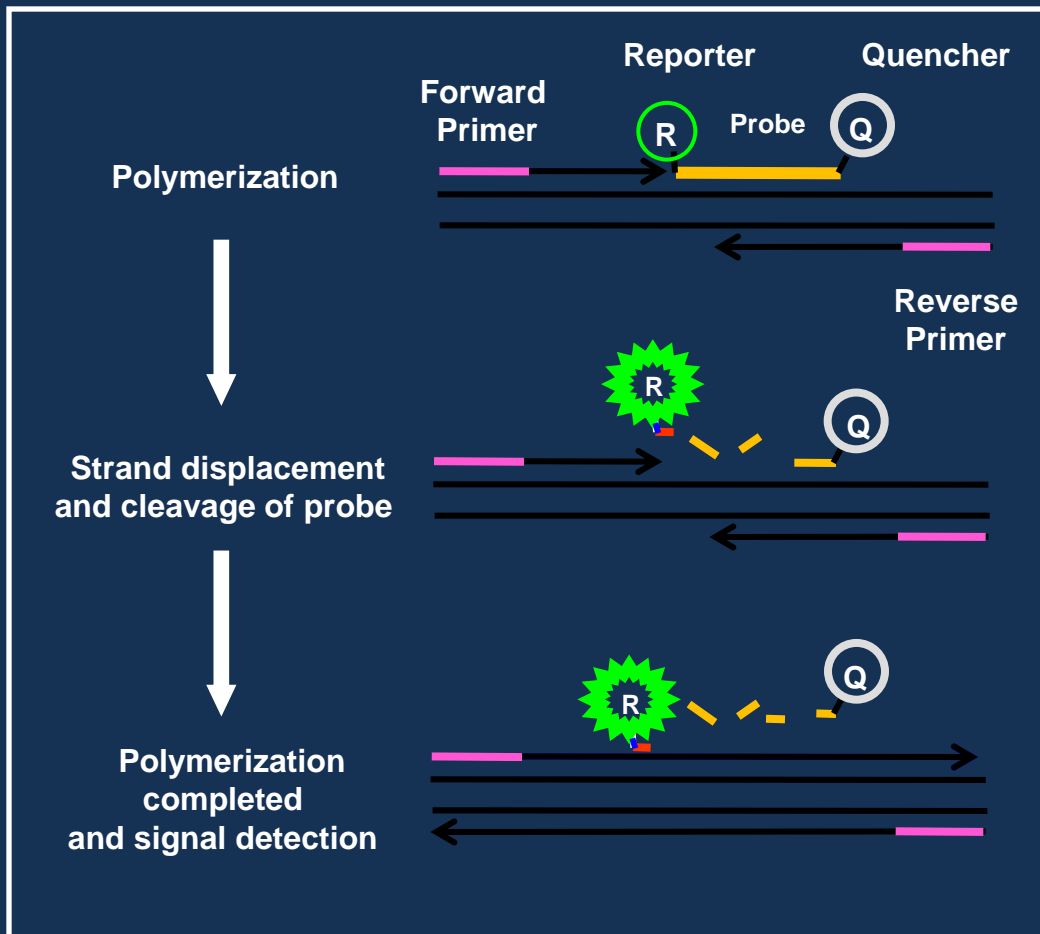 Reporter
Quencher
Forward
Primer
R
Probe
Q
Polymerization
Reverse
Primer
R
Q
Strand displacement
and cleavage of probe
R
Q
Polymerization
completed
and signal detection